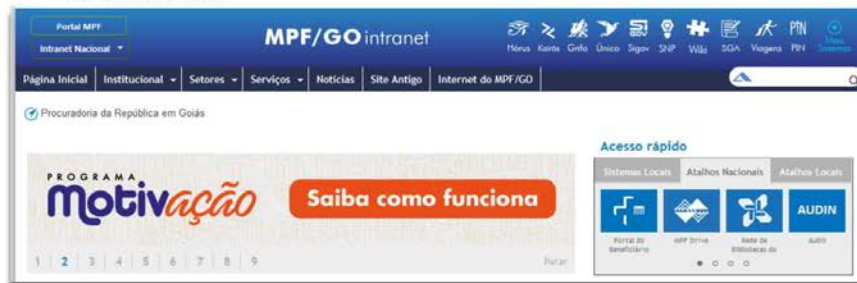 Portal MPF
Intranet Nacional
MPF/GO intranet
Hórus Kairós Grifo Único Sigov SNP Wiki SGA Viagens PIN Meus Sistemas
Página Inicial Institucional Setores Serviços Notícias Site Antigo Internet do MPF/GO
Procuradoria da República em Goiás
PROGRAMA
Motivação
Saiba como funciona
1 2 3 4 5 6 7 8 9 Parar
Acesso rápido
Sistemas Locais Atalhos Nacionais Atalhos Locais
AUDIN
Portal do Beneficiário
MPF Drive
Rede de Bibliotecas do
Audin